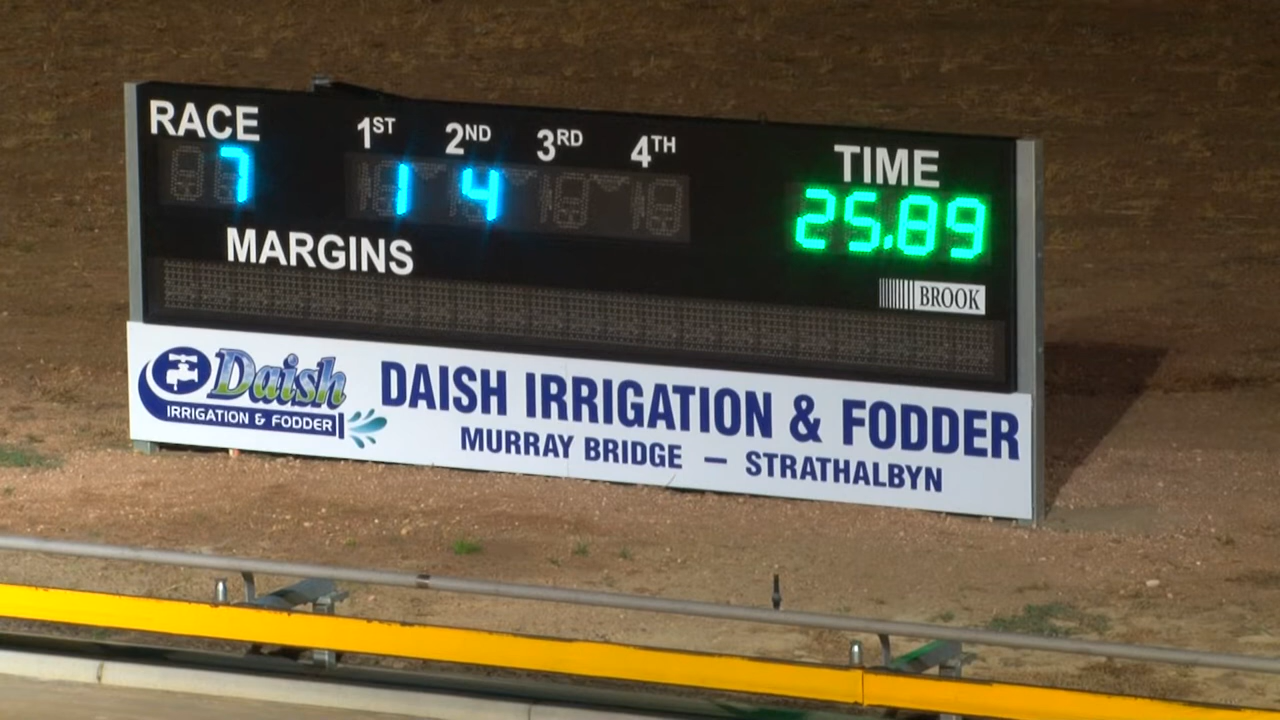 RACE 1ST 2ND 3RD 4TH TIME
7 1 4 25.89
MARGINS
BROOK
Daish
IRRIGATION & FODDER
DAISH IRRIGATION & FODDER
MURRAY BRIDGE — STRATHALBYN